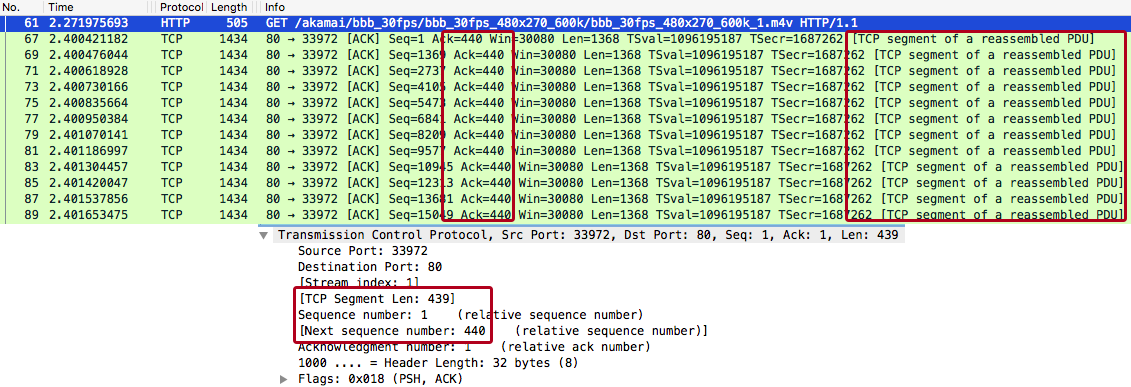 No. Time Protocol Length Info
61 2.271975693 HTTP 505 GET /akamai/bbb_30fps/bbb_30fps_480x270_600k/bbb_30fps_480x270_600k_1.m4v HTTP/1.1
67 2.400421182 TCP 1434 80 → 33972 [ACK] Seq=1 Ack=440 Win=30080 Len=1368 TSval=1096195187 TSecr=1687262 [TCP segment of a reassembled PDU]
69 2.400476044 TCP 1434 80 → 33972 [ACK] Seq=1369 Ack=440 Win=30080 Len=1368 TSval=1096195187 TSecr=1687262 [TCP segment of a reassembled PDU]
71 2.400618928 TCP 1434 80 → 33972 [ACK] Seq=2737 Ack=440 Win=30080 Len=1368 TSval=1096195187 TSecr=1687262 [TCP segment of a reassembled PDU]
73 2.400730166 TCP 1434 80 → 33972 [ACK] Seq=4105 Ack=440 Win=30080 Len=1368 TSval=1096195187 TSecr=1687262 [TCP segment of a reassembled PDU]
75 2.400835664 TCP 1434 80 → 33972 [ACK] Seq=5473 Ack=440 Win=30080 Len=1368 TSval=1096195187 TSecr=1687262 [TCP segment of a reassembled PDU]
77 2.400950384 TCP 1434 80 → 33972 [ACK] Seq=6841 Ack=440 Win=30080 Len=1368 TSval=1096195187 TSecr=1687262 [TCP segment of a reassembled PDU]
79 2.401070141 TCP 1434 80 → 33972 [ACK] Seq=8209 Ack=440 Win=30080 Len=1368 TSval=1096195187 TSecr=1687262 [TCP segment of a reassembled PDU]
81 2.401186997 TCP 1434 80 → 33972 [ACK] Seq=9577 Ack=440 Win=30080 Len=1368 TSval=1096195187 TSecr=1687262 [TCP segment of a reassembled PDU]
83 2.401304457 TCP 1434 80 → 33972 [ACK] Seq=10945 Ack=440 Win=30080 Len=1368 TSval=1096195187 TSecr=1687262 [TCP segment of a reassembled PDU]
85 2.401420047 TCP 1434 80 → 33972 [ACK] Seq=12313 Ack=440 Win=30080 Len=1368 TSval=1096195187 TSecr=1687262 [TCP segment of a reassembled PDU]
87 2.401537856 TCP 1434 80 → 33972 [ACK] Seq=13681 Ack=440 Win=30080 Len=1368 TSval=1096195187 TSecr=1687262 [TCP segment of a reassembled PDU]
89 2.401653475 TCP 1434 80 → 33972 [ACK] Seq=15049 Ack=440 Win=30080 Len=1368 TSval=1096195187 TSecr=1687262 [TCP segment of a reassembled PDU]
Transmission Control Protocol, Src Port: 33972, Dst Port: 80, Seq: 1, Ack: 1, Len: 439
Source Port: 33972
Destination Port: 80
[Stream index: 1]
[TCP Segment Len: 439]
Sequence number: 1 (relative sequence number)
[Next sequence number: 440 (relative sequence number)]
Acknowledgment number: 1 (relative ack number)
1000 .... = Header Length: 32 bytes (8)
Flags: 0x018 (PSH, ACK)